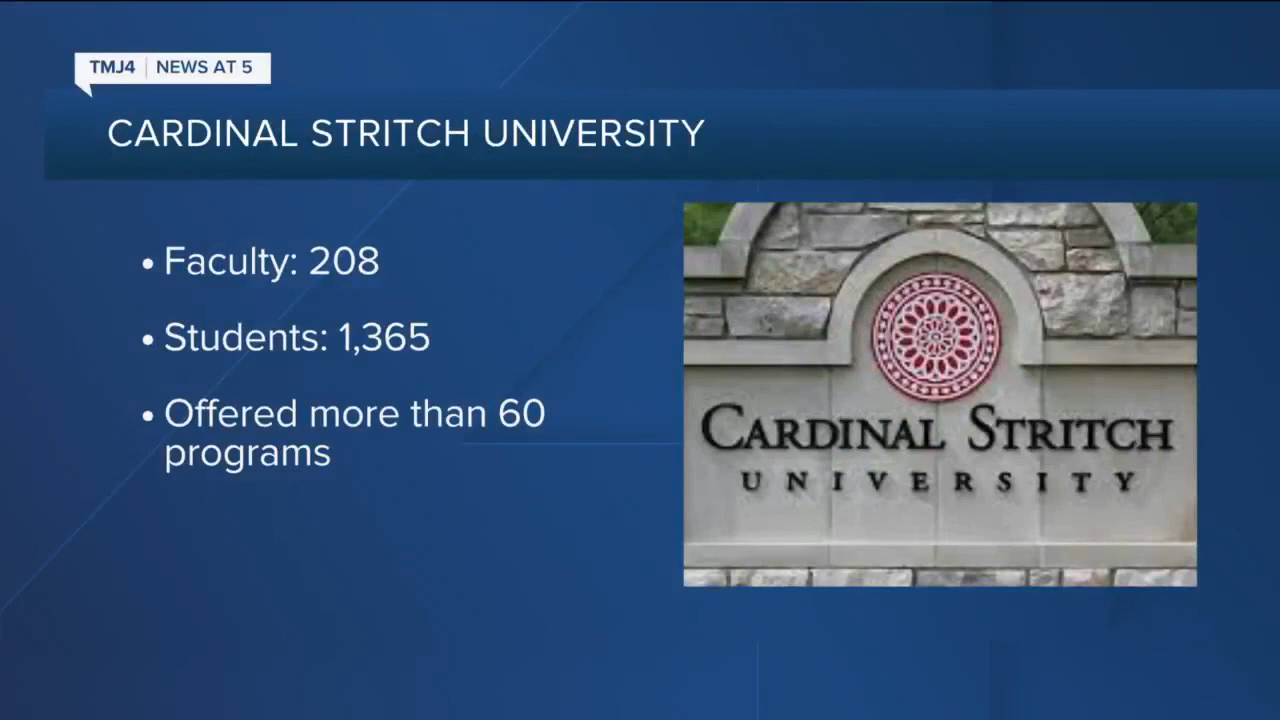 TMJ4 | NEWS AT 5
CARDINAL STRITCH UNIVERSITY
• Faculty: 208
• Students: 1,365
• Offered more than 60
programs
CARDINAL STRITCH
UNIVERSITY